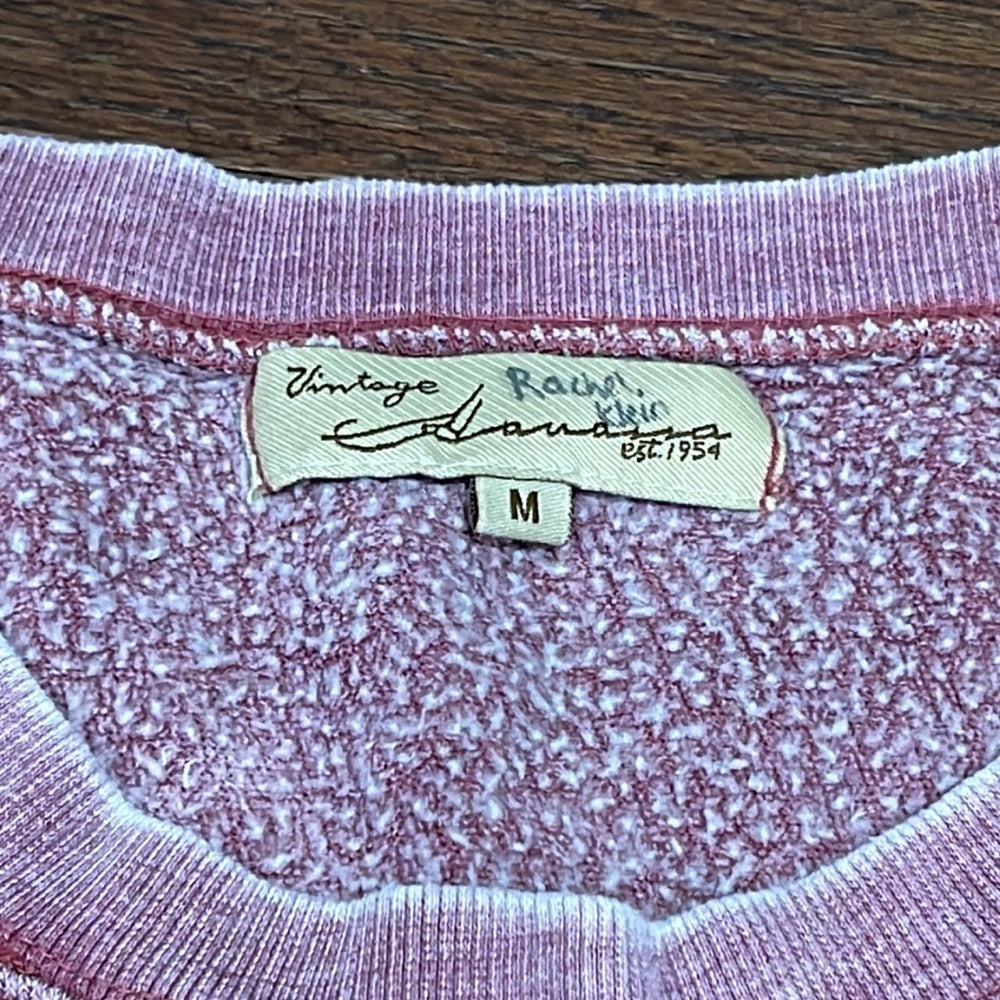 Vintage
Rachel
Klein
Havana
est. 1954
M